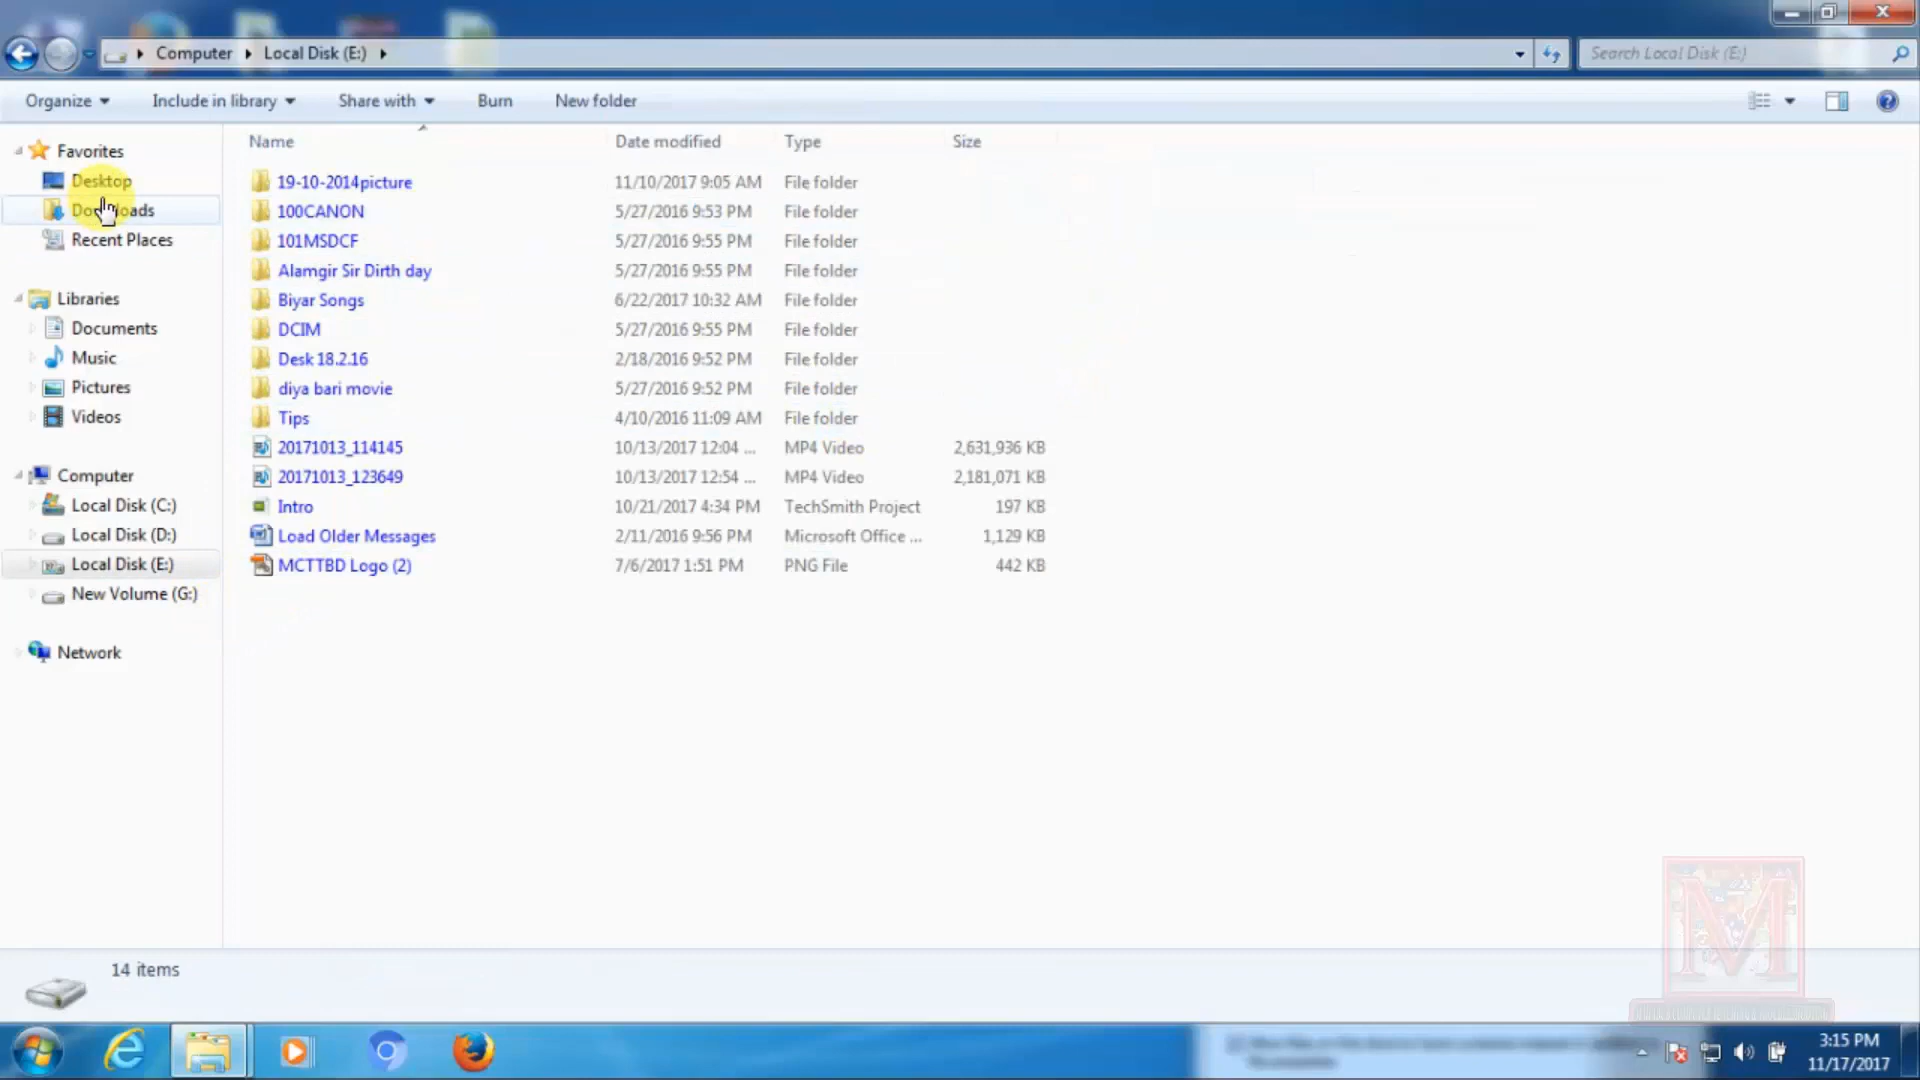 Computer Local Disk (E:)
Search Local Disk (E:)
Organize Include in library Share with Burn New folder
Name Date modified Type Size
Favorites
Desktop
Downloads
Recent Places
Libraries
Documents
Music
Pictures
Videos
Computer
Local Disk (C:)
Local Disk (D:)
Local Disk (E:)
New Volume (G:)
Network
19-10-2014picture 11/10/2017 9:05 AM File folder
100CANON 5/27/2016 9:53 PM File folder
101MSDCF 5/27/2016 9:55 PM File folder
Alamgir Sir Dirth day 5/27/2016 9:55 PM File folder
Biyar Songs 6/22/2017 10:32 AM File folder
DCIM 5/27/2016 9:55 PM File folder
Desk 18.2.16 2/18/2016 9:52 PM File folder
diya bari movie 5/27/2016 9:52 PM File folder
Tips 4/10/2016 11:09 AM File folder
20171013_114145 10/13/2017 12:04 ... MP4 Video 2,631,936 KB
20171013_123649 10/13/2017 12:54 ... MP4 Video 2,181,071 KB
Intro 10/21/2017 4:34 PM TechSmith Project 197 KB
Load Older Messages 2/11/2016 9:56 PM Microsoft Office ... 1,129 KB
MCTTBD Logo (2) 7/6/2017 1:51 PM PNG File 442 KB
14 items
M
3:15 PM
11/17/2017